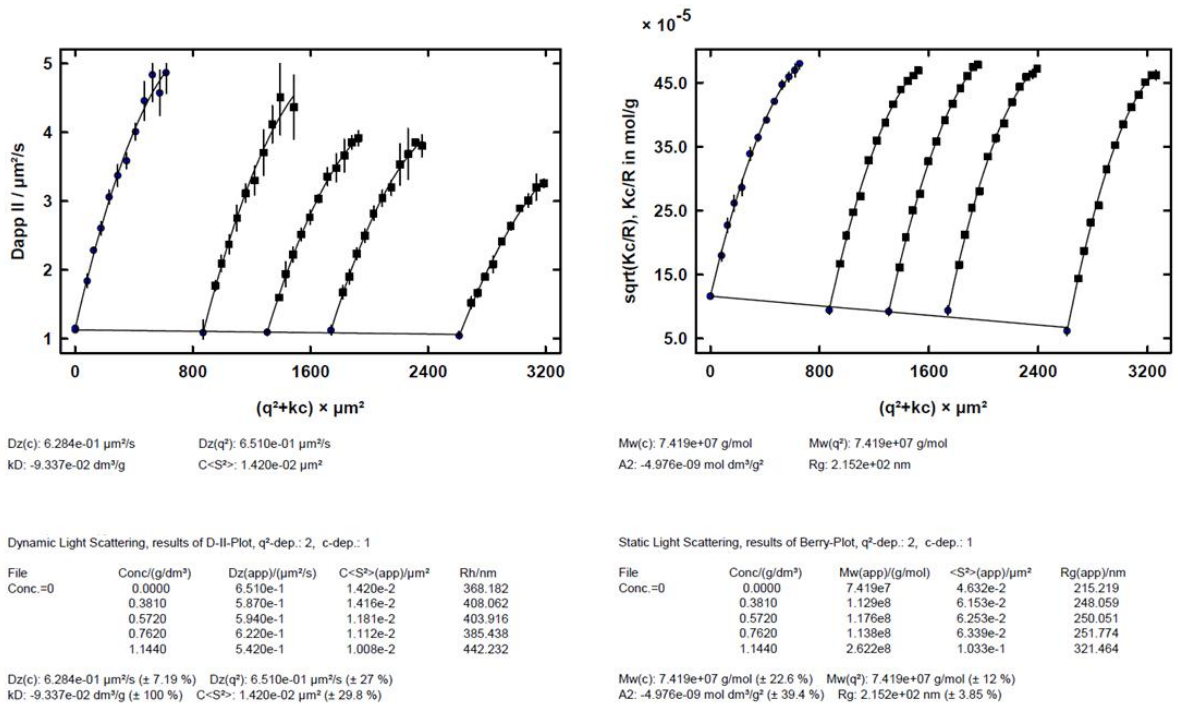 5
4
3
2
1
Dapp II / µm²/s
0
800
1600
2400
3200
(q²+kc) × µm²
× 10⁻⁵
45.0
35.0
25.0
15.0
5.0
sqrt(Kc/R), Kc/R in mol/g
0
800
1600
2400
3200
(q²+kc) × µm²
Dz(c): 6.284e-01 µm²/s Dz(q²): 6.510e-01 µm²/s
kD: -9.337e-02 dm³/g C<S²>: 1.420e-02 µm²
Mw(c): 7.419e+07 g/mol Mw(q²): 7.419e+07 g/mol
A2: -4.976e-09 mol dm³/g² Rg: 2.152e+02 nm
Dynamic Light Scattering, results of D-II-Plot, q²-dep.: 2, c-dep.: 1
File Conc/(g/dm³) Dz(app)/(µm²/s) C<S²>(app)/µm² Rh/nm
Conc.=0 0.0000 6.510e-1 1.420e-2 368.182
0.3810 5.870e-1 1.416e-2 408.062
0.5720 5.940e-1 1.181e-2 403.916
0.7620 6.220e-1 1.112e-2 385.438
1.1440 5.420e-1 1.008e-2 442.232
Dz(c): 6.284e-01 µm²/s (± 7.19 %) Dz(q²): 6.510e-01 µm²/s (± 27 %)
kD: -9.337e-02 dm³/g (± 100 %) C<S²>: 1.420e-02 µm² (± 29.8 %)
Static Light Scattering, results of Berry-Plot, q²-dep.: 2, c-dep.: 1
File Conc/(g/dm³) Mw(app)/(g/mol) <S²>(app)/µm² Rg(app)/nm
Conc.=0 0.0000 7.419e7 4.632e-2 215.219
0.3810 1.129e8 6.153e-2 248.059
0.5720 1.176e8 6.253e-2 250.051
0.7620 1.138e8 6.339e-2 251.774
1.1440 2.622e8 1.033e-1 321.464
Mw(c): 7.419e+07 g/mol (± 22.6 %) Mw(q²): 7.419e+07 g/mol (± 12 %)
A2: -4.976e-09 mol dm³/g² (± 39.4 %) Rg: 2.152e+02 nm (± 3.85 %)